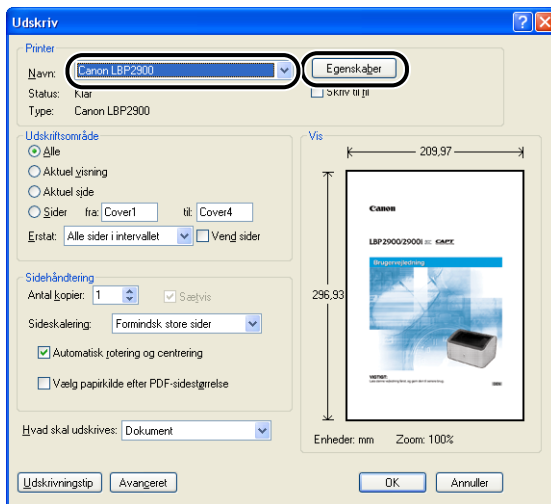 Udskriv
Printer
Navn: Canon LBP2900 Egenskaber
Status: Klar Skriv til fil
Type: Canon LBP2900
Udskriftsområde
Alle
Aktuel visning
Aktuel side
Sider fra: Cover1 til: Cover4
Erstat: Alle sider i intervallet Vend sider
Sidehåndtering
Antal kopier: 1 Sætvis
Sideskalering: Formindsk store sider
Automatisk rotering og centrering
Vælg papirkilde efter PDF-sidestørrelse
Hvad skal udskrives: Dokument
Vis
209,97
296,93
Canon
LBP2900/2900i CAPT
Brugervejledning
VIGTIGT:
Enheder: mm Zoom: 100%
Udskrivningstip Avanceret OK Annuller